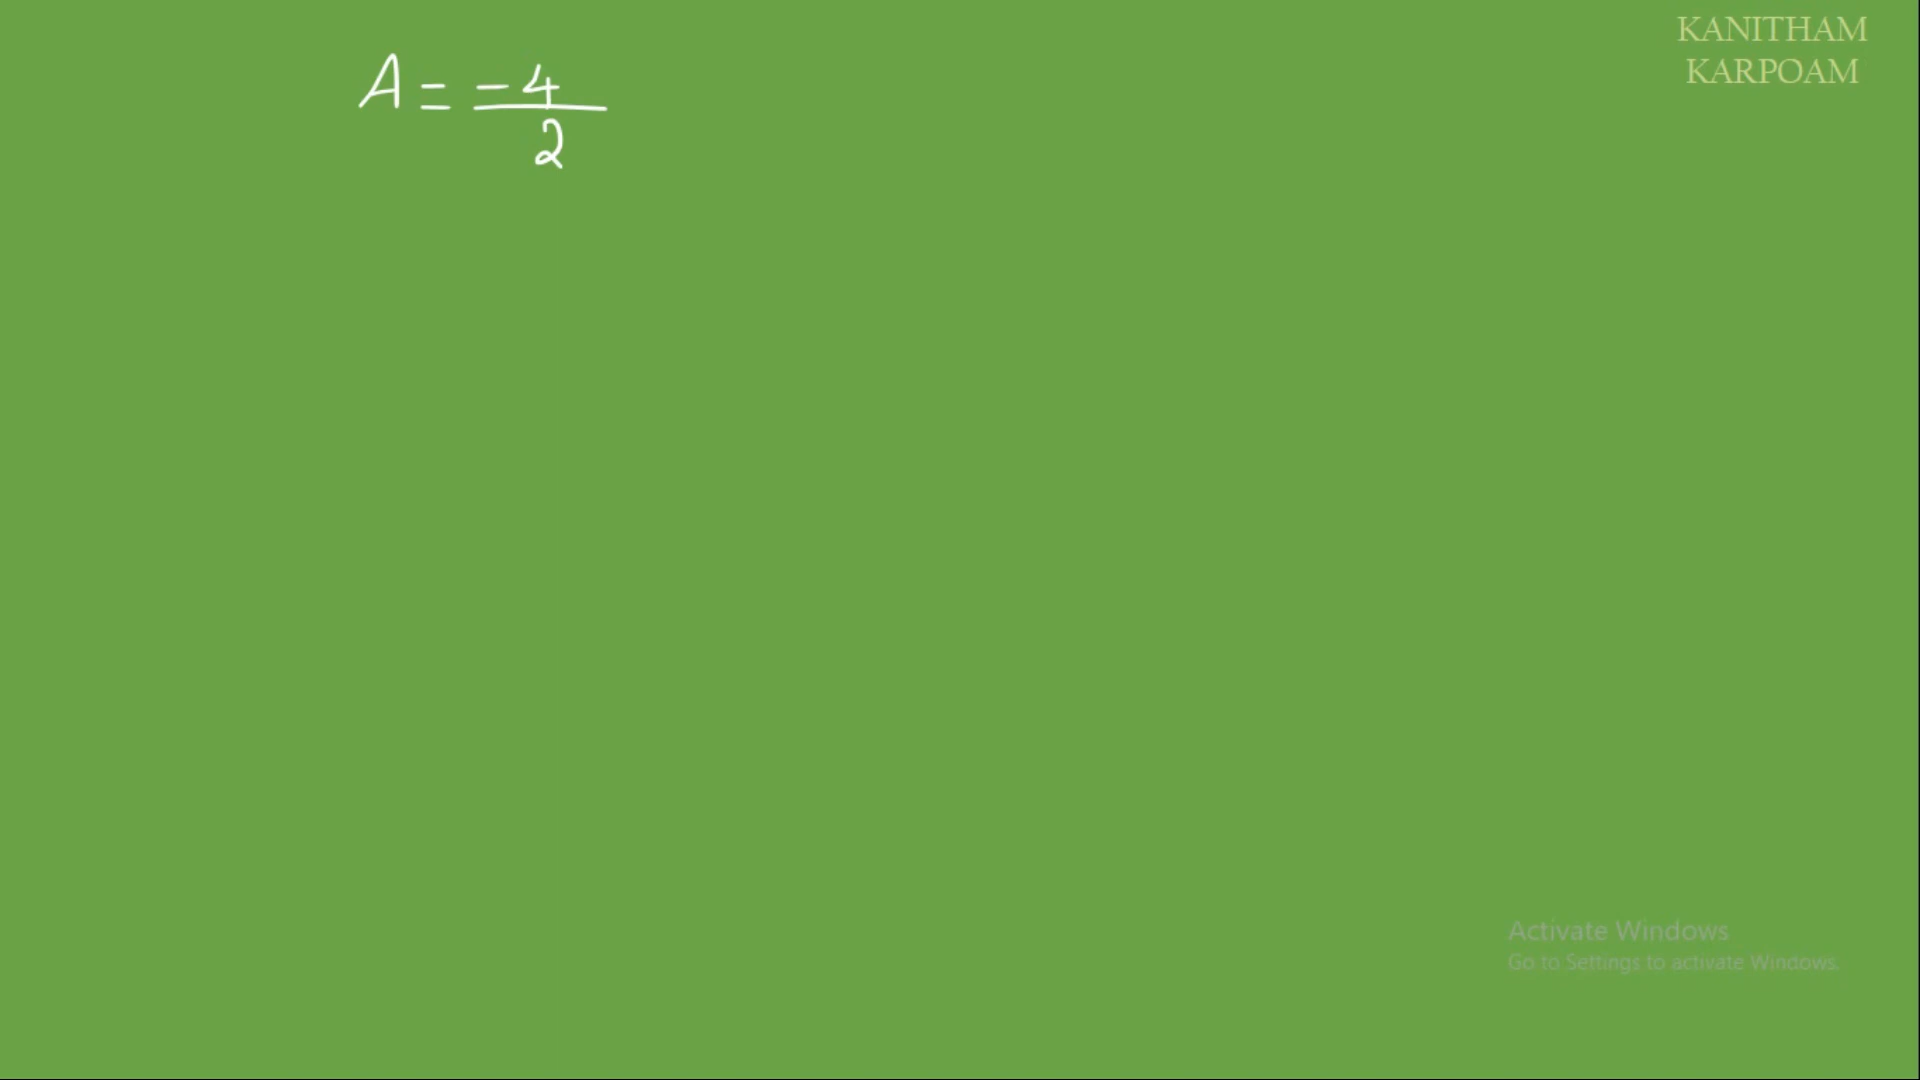 KANITHAM
KARPOAM
A = -4
2
Activate Windows
Go to Settings to activate Windows.